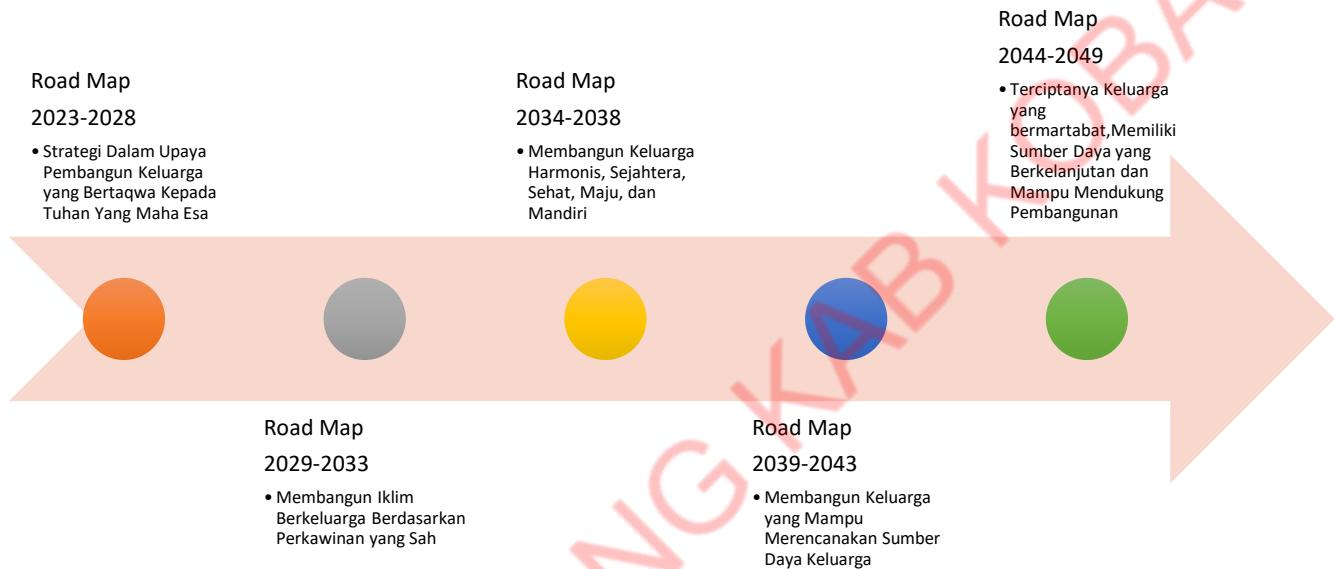 Road Map
2023-2028
• Strategi Dalam Upaya
Pembangun Keluarga
yang Bertaqwa Kepada
Tuhan Yang Maha Esa
Road Map
2029-2033
• Membangun Iklim
Berkeluarga Berdasarkan
Perkawinan yang Sah
Road Map
2034-2038
• Membangun Keluarga
Harmonis, Sejahtera,
Sehat, Maju, dan
Mandiri
Road Map
2039-2043
• Membangun Keluarga
yang Mampu
Merencanakan Sumber
Daya Keluarga
Road Map
2044-2049
• Terciptanya Keluarga
yang
bermartabat,Memiliki
Sumber Daya yang
Berkelanjutan dan
Mampu Mendukung
Pembangunan
NG KAB KOBA